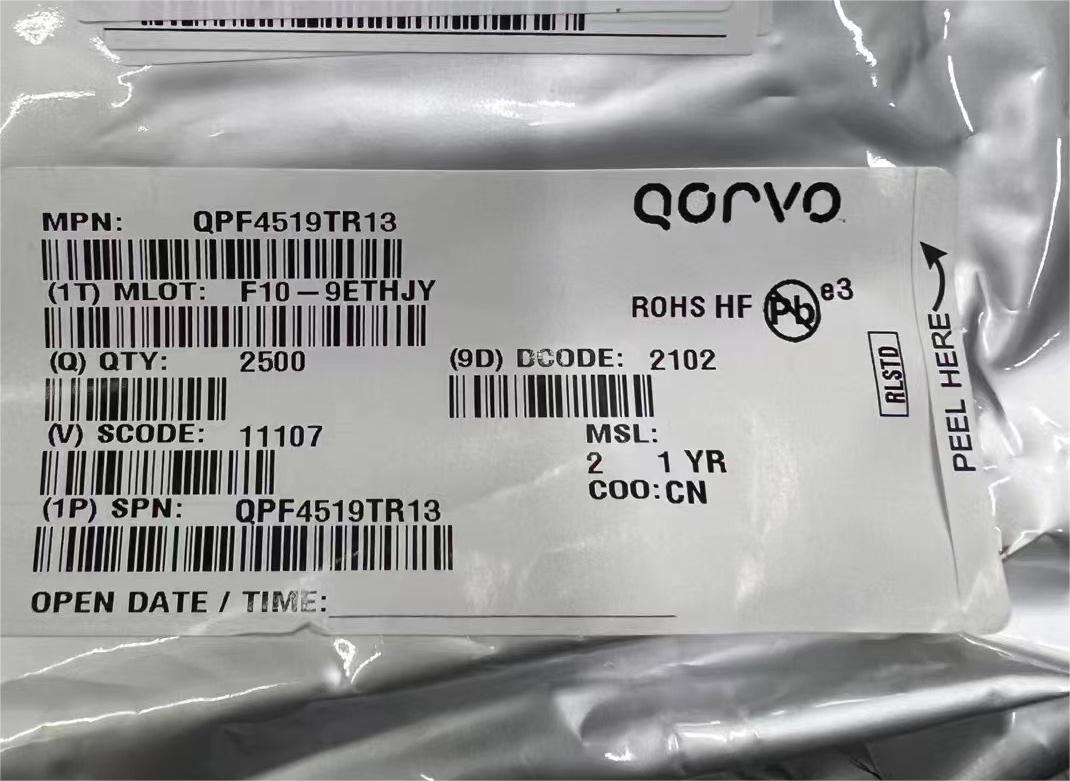 QORVO
MPN: QPF4519TR13
(1T) MLOT: F10-9ETHJY
ROHS HF Pb e3
(Q) QTY: 2500
(9D) DCODE: 2102
(V) SCODE: 11107
MSL:
2 1 YR
COO:CN
(1P) SPN: QPF4519TR13
OPEN DATE / TIME:
RLSTD
PEEL HERE